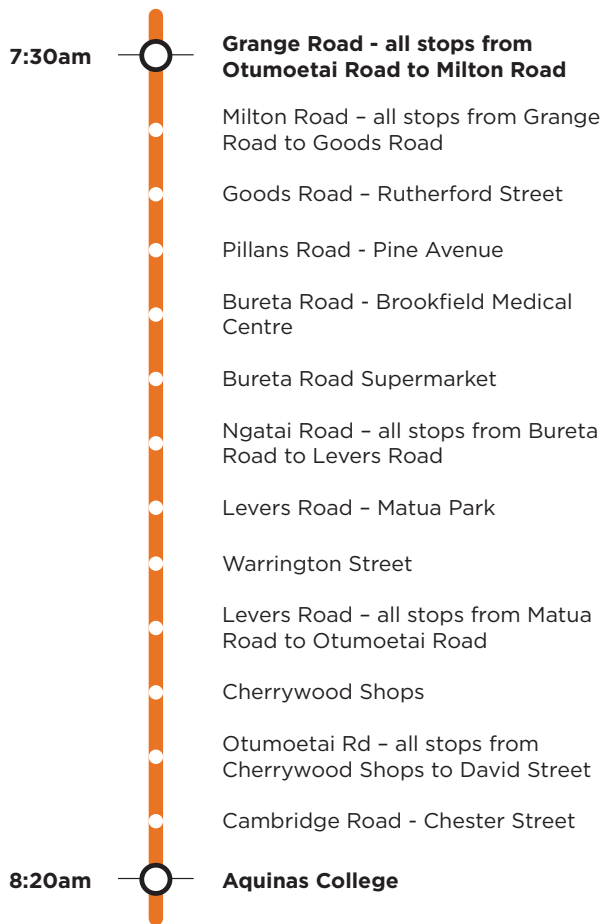 7:30am
Grange Road - all stops from
Otumoetai Road to Milton Road
Milton Road – all stops from Grange
Road to Goods Road
Goods Road – Rutherford Street
Pillans Road - Pine Avenue
Bureta Road - Brookfield Medical
Centre
Bureta Road Supermarket
Ngatai Road – all stops from Bureta
Road to Levers Road
Levers Road – Matua Park
Warrington Street
Levers Road – all stops from Matua
Road to Otumoetai Road
Cherrywood Shops
Otumoetai Rd – all stops from
Cherrywood Shops to David Street
Cambridge Road - Chester Street
8:20am
Aquinas College